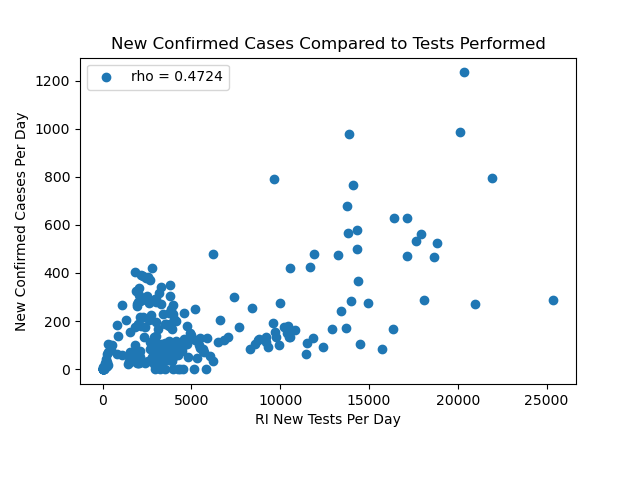 New Confirmed Cases Compared to Tests Performed
rho = 0.4724
New Confirmed Caeses Per Day
1200
1000
800
600
400
200
0
0 5000 10000 15000 20000 25000
RI New Tests Per Day